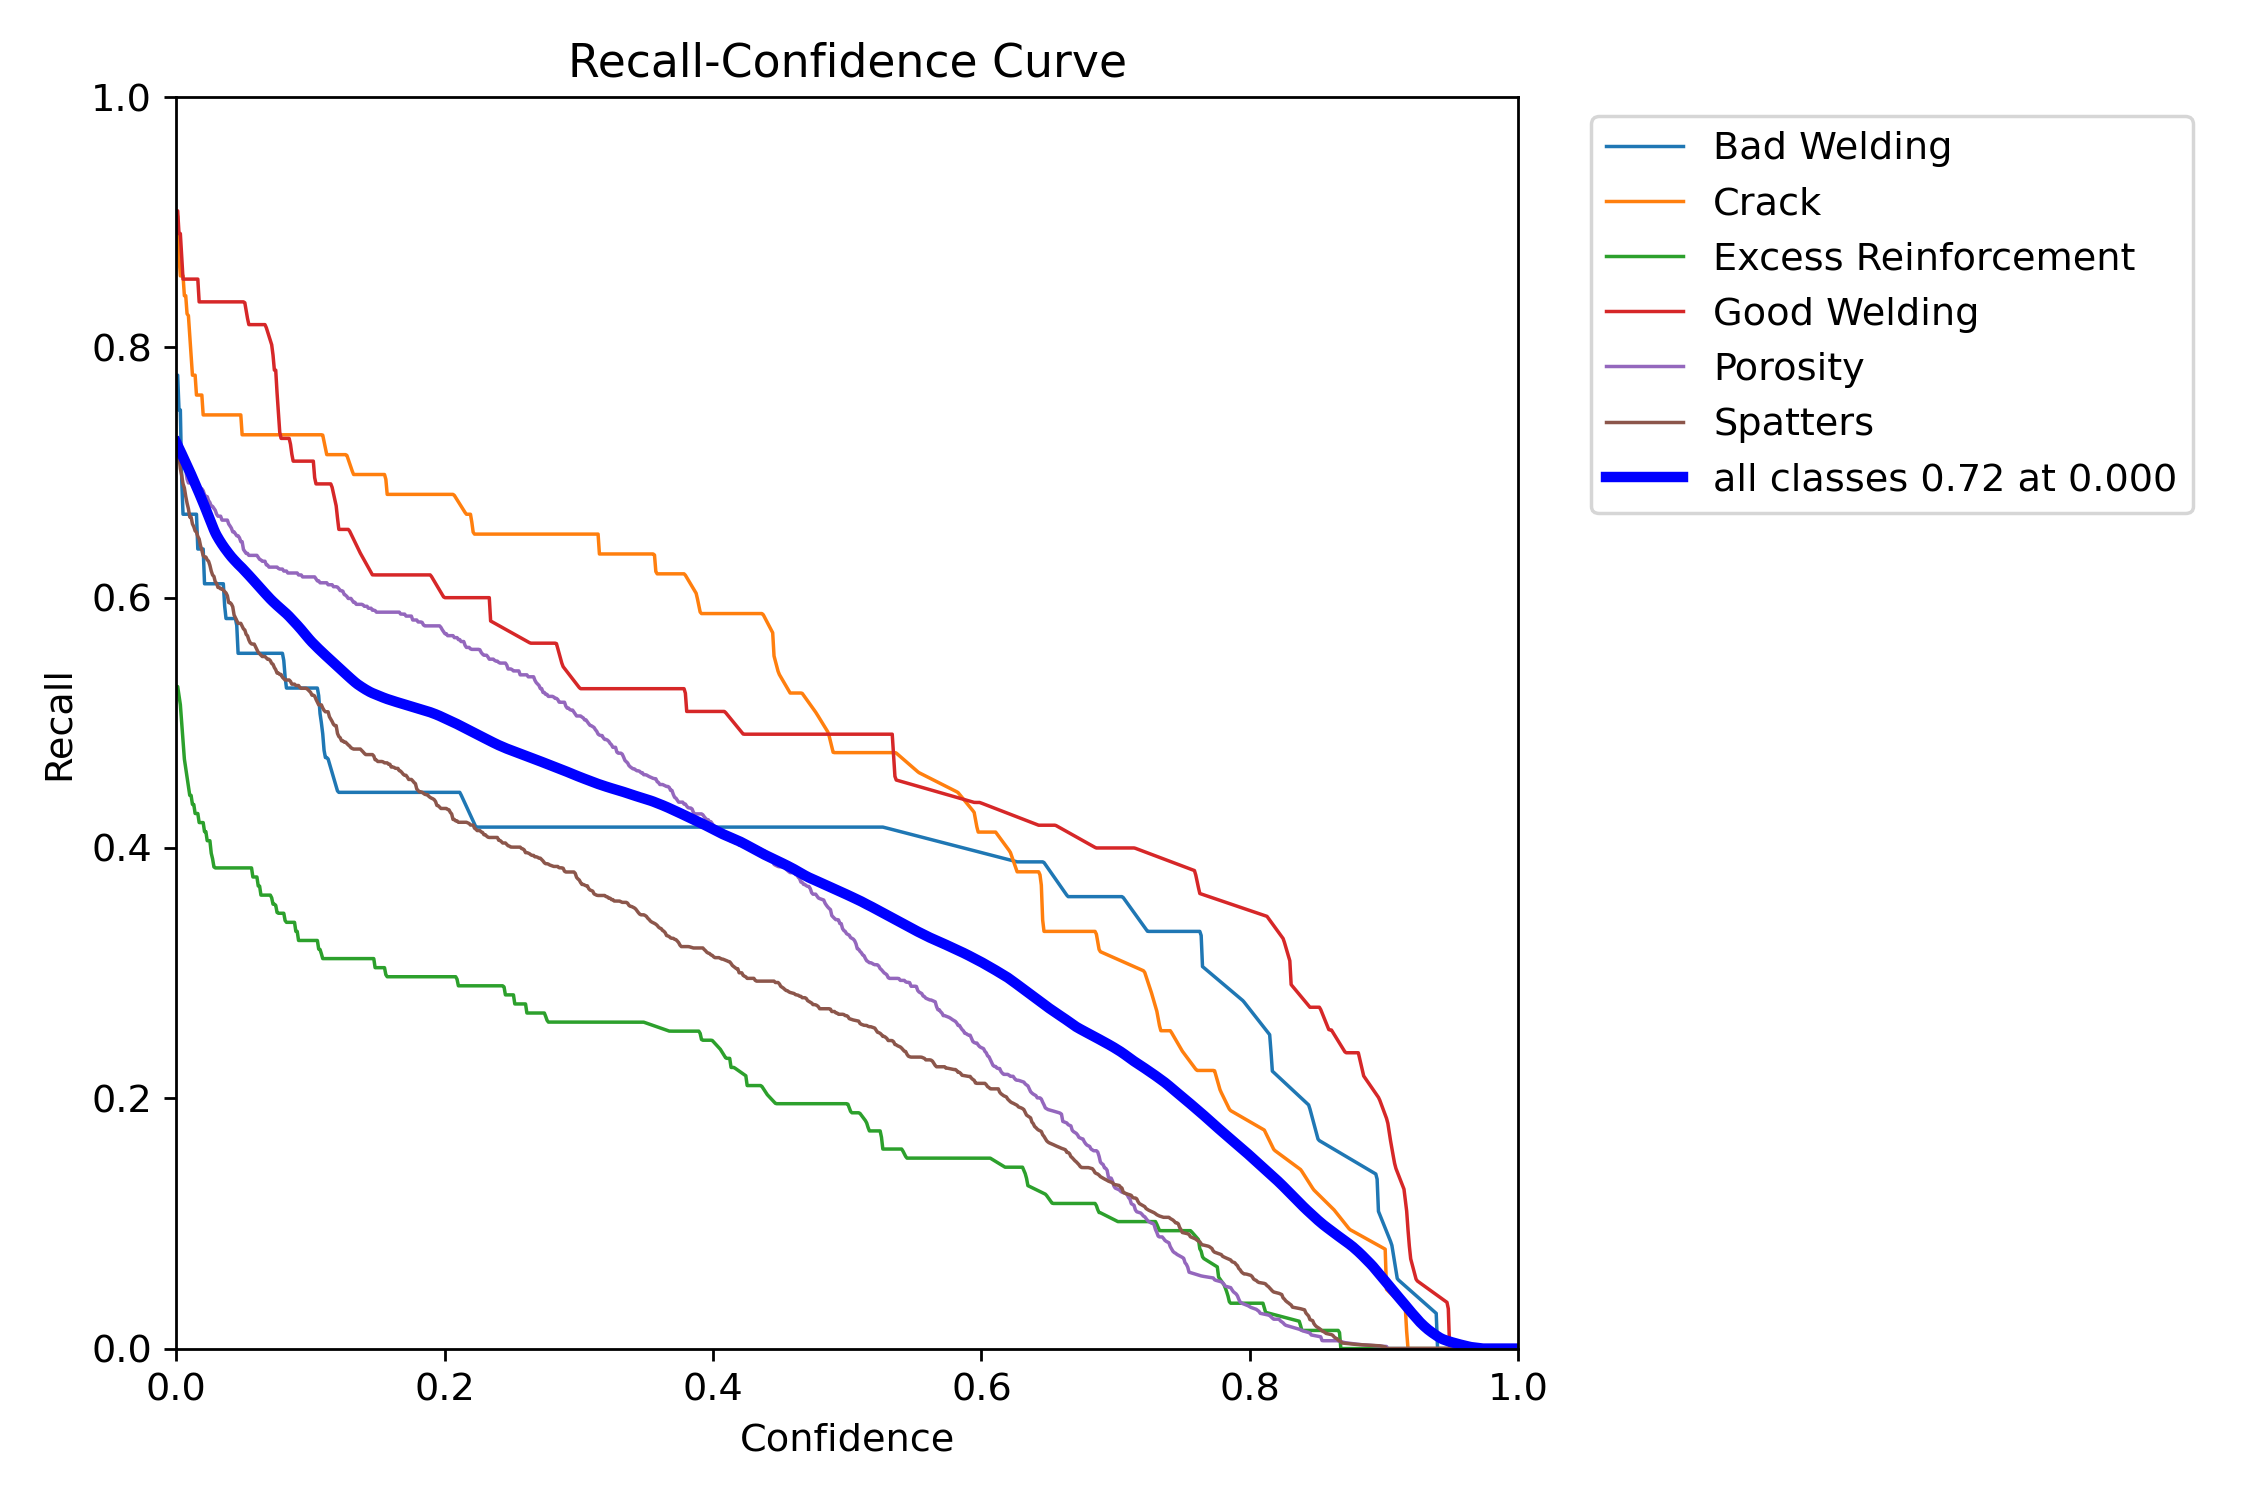 Recall-Confidence Curve
1.0
0.8
0.6
0.4
0.2
0.0
Recall
0.0 0.2 0.4 0.6 0.8 1.0
Confidence
Bad Welding
Crack
Excess Reinforcement
Good Welding
Porosity
Spatters
all classes 0.72 at 0.000